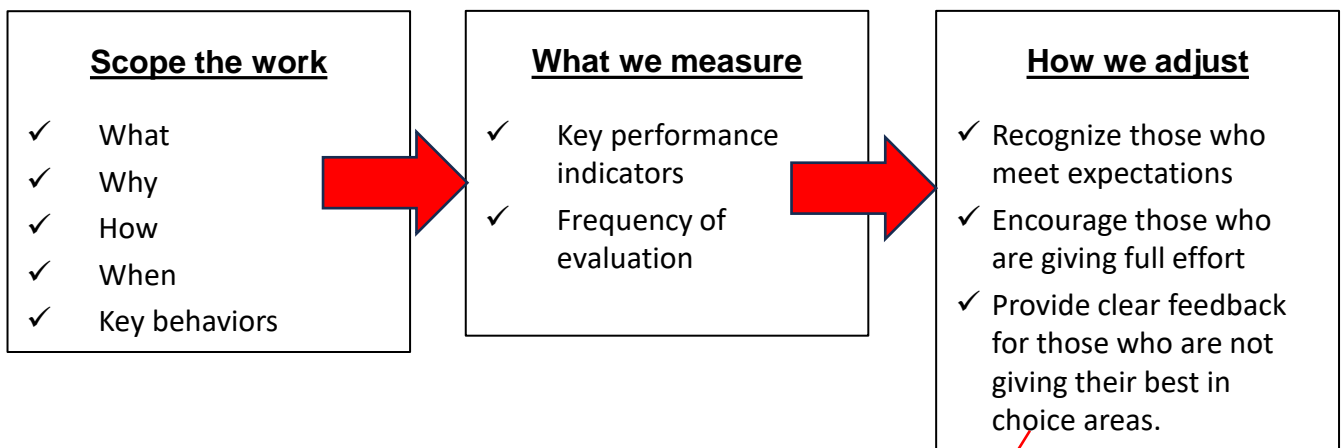 Scope the work
✓ What
✓ Why
✓ How
✓ When
✓ Key behaviors
What we measure
✓ Key performance
indicators
✓ Frequency of
evaluation
How we adjust
✓ Recognize those who
meet expectations
✓ Encourage those who
are giving full effort
✓ Provide clear feedback
for those who are not
giving their best in
choice areas.